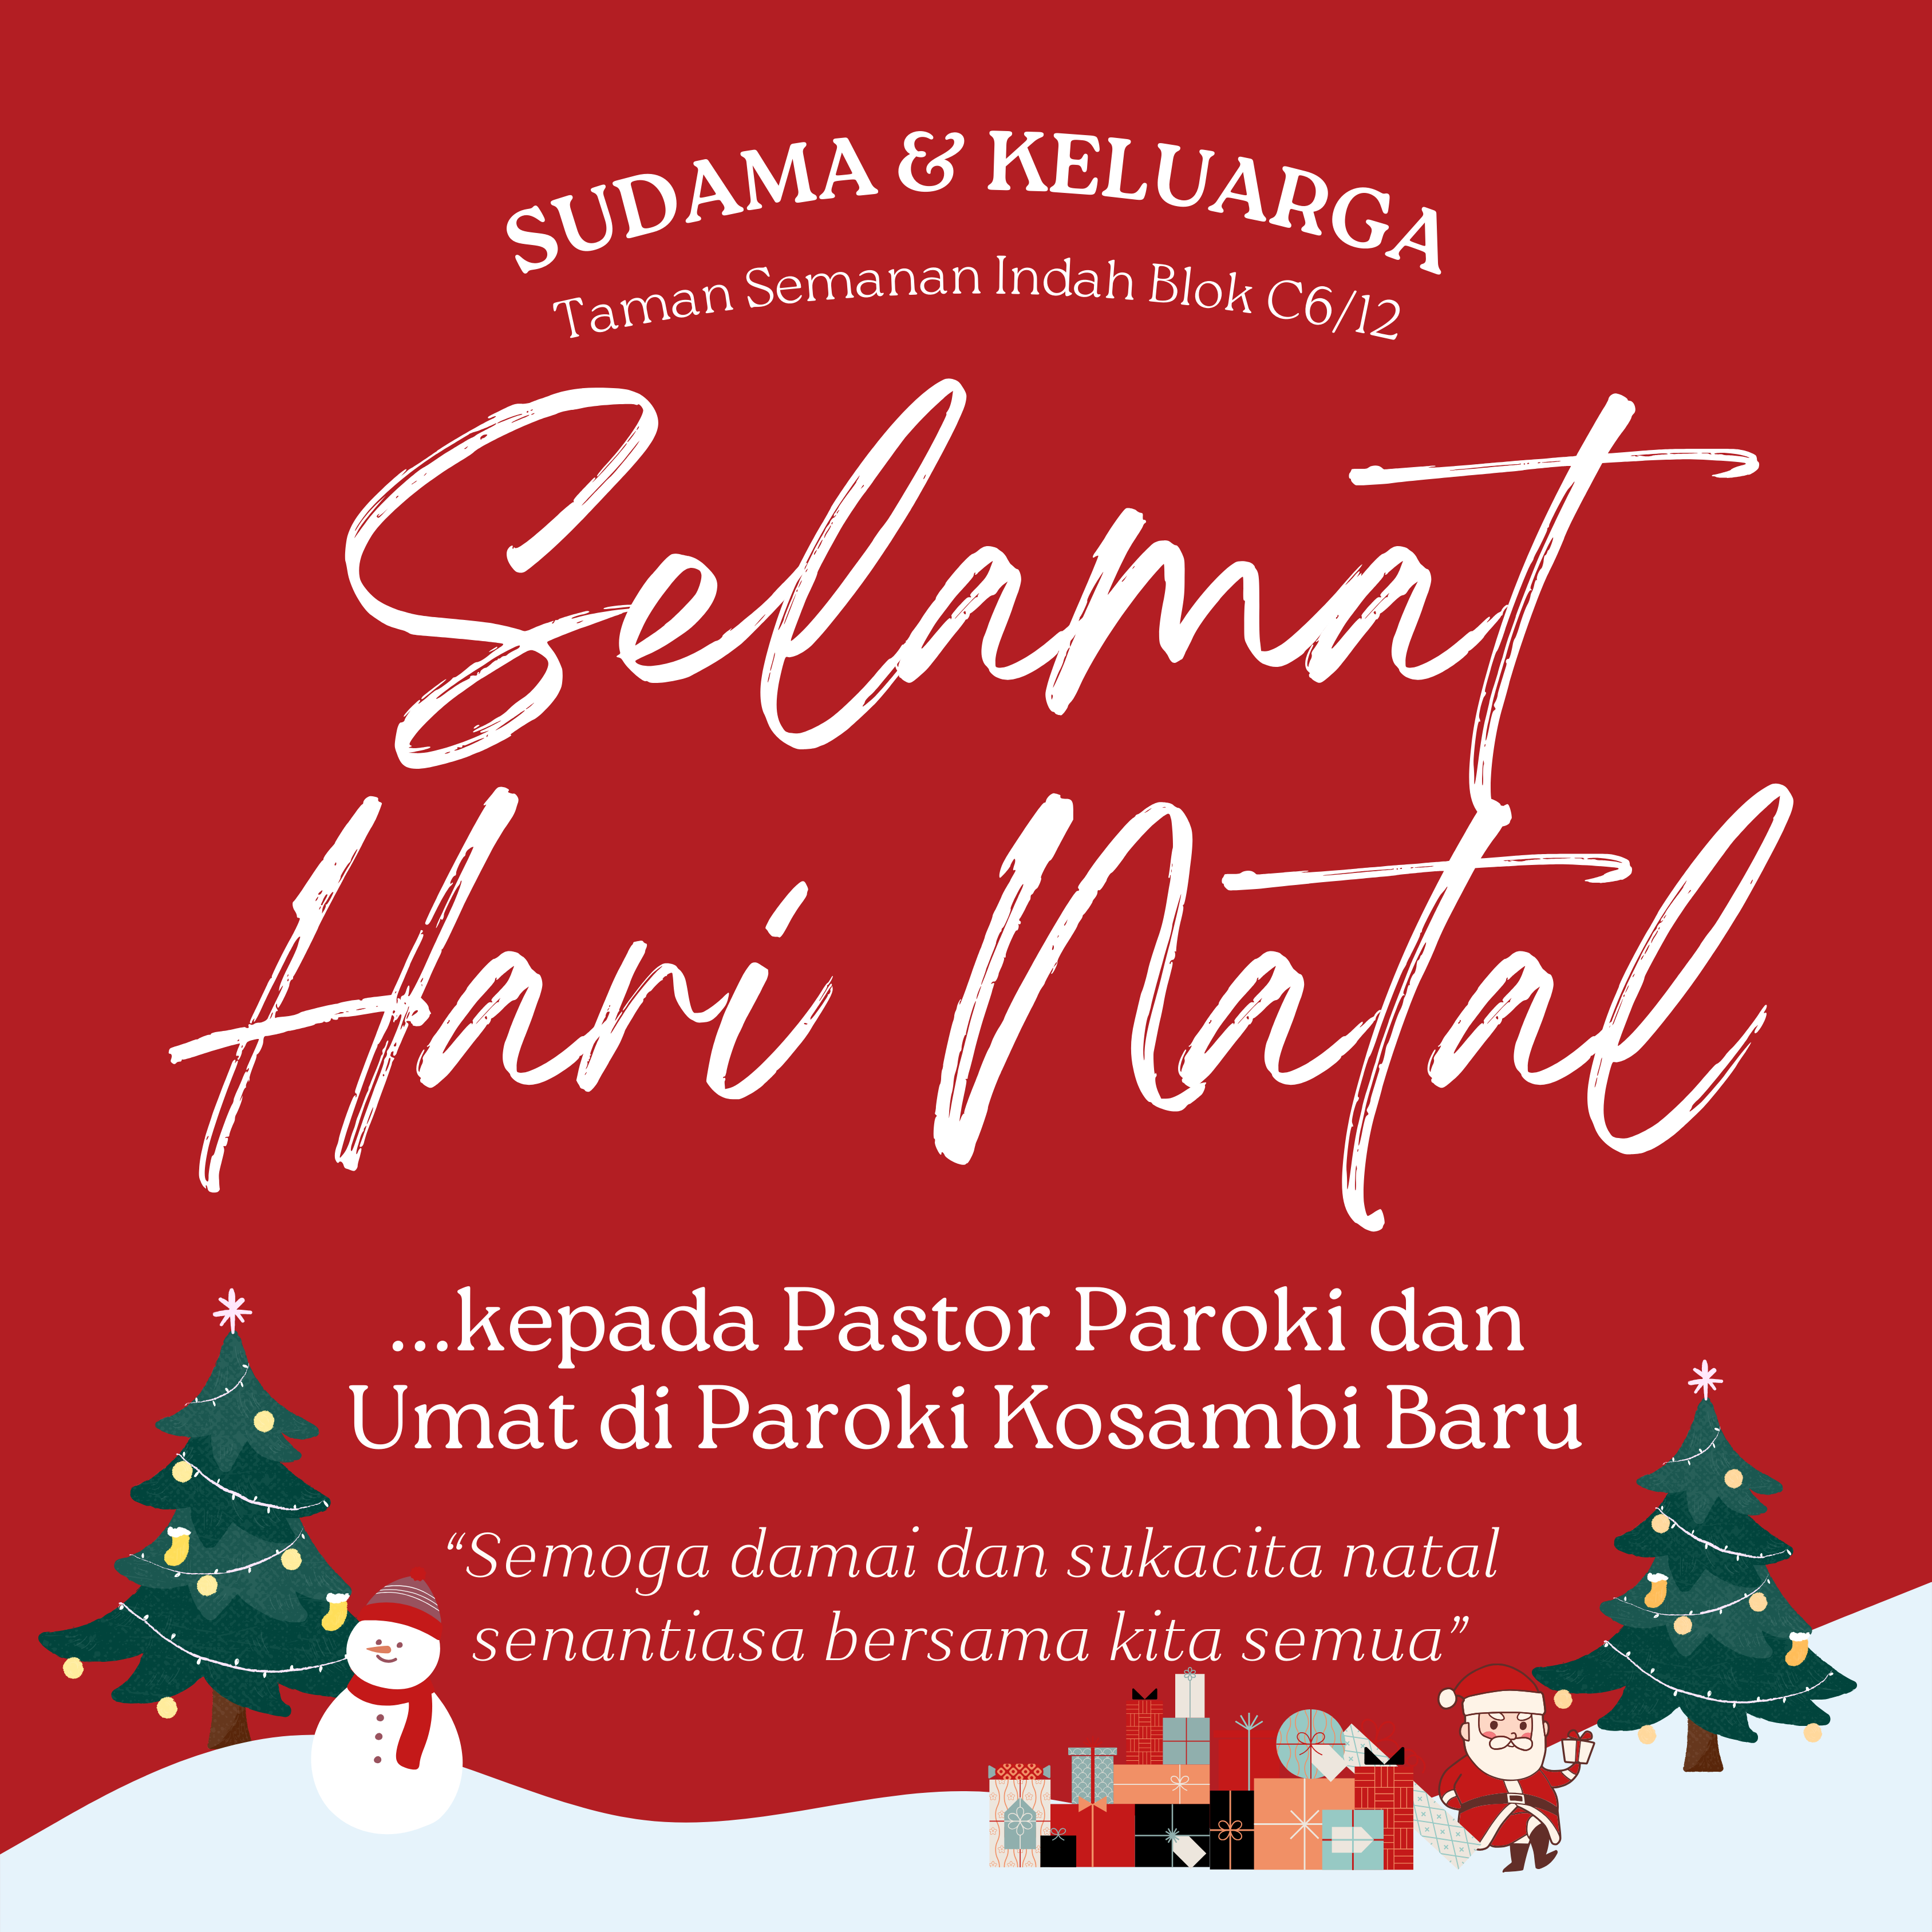 SUDAMA & KELUARGA
Taman Semanan Indah Blok C6/12
Selamat
Hari Natal
...kepada Pastor Paroki dan
Umat di Paroki Kosambi Baru
“Semoga damai dan sukacita natal
senantiasa bersama kita semua”